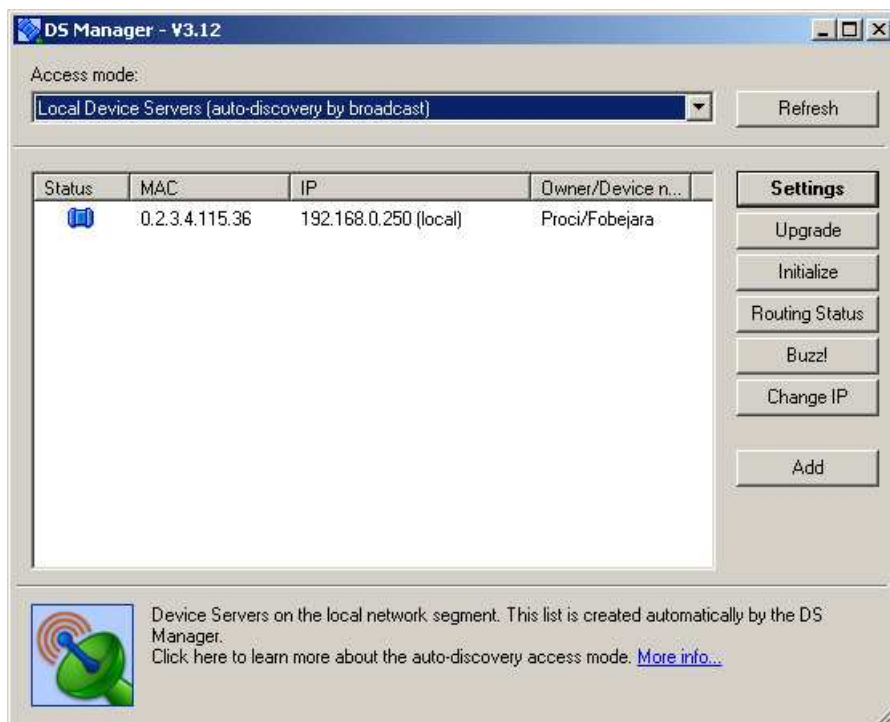 DS Manager - V3.12
Access mode:
Local Device Servers (auto-discovery by broadcast)
Refresh
Status MAC IP Owner/Device n...
0.2.3.4.115.36 192.168.0.250 (local) Proci/Fobejara
Settings
Upgrade
Initialize
Routing Status
Buzz!
Change IP
Add
Device Servers on the local network segment. This list is created automatically by the DS
Manager.
Click here to learn more about the auto-discovery access mode. More info...